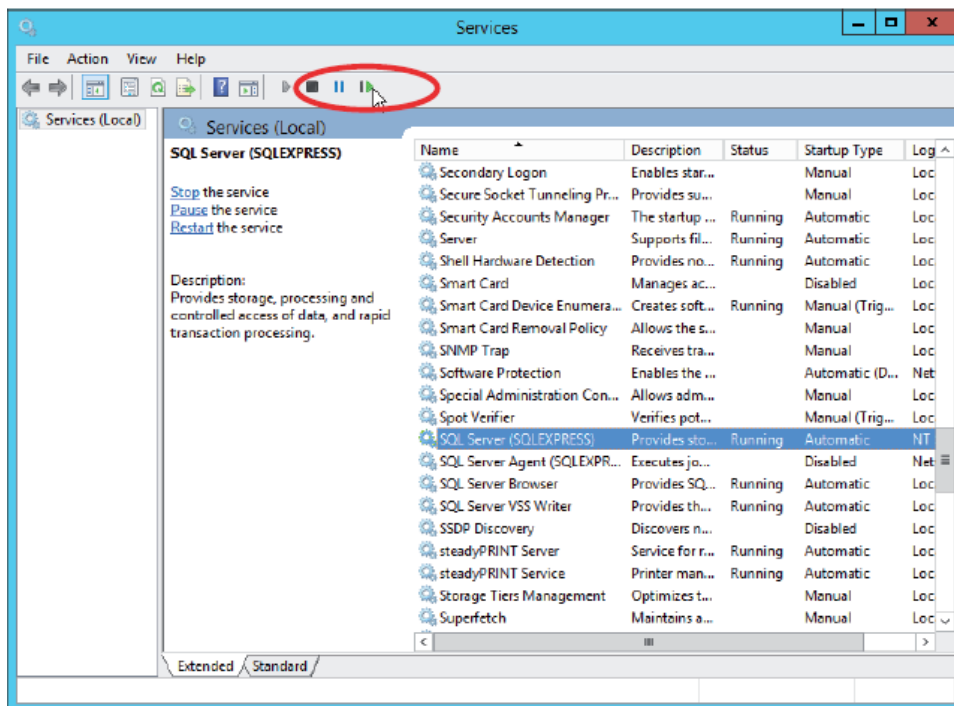 Services
File Action View Help
Services (Local)
Services (Local)
SQL Server (SQLEXPRESS)
Stop the service
Pause the service
Restart the service
Description:
Provides storage, processing and
controlled access of data, and rapid
transaction processing.
Name Description Status Startup Type Log
Secondary Logon Enables star... Manual Loc
Secure Socket Tunneling Pr... Provides su... Manual Loc
Security Accounts Manager The startup ... Running Automatic Loc
Server Supports fil... Running Automatic Loc
Shell Hardware Detection Provides no... Running Automatic Loc
Smart Card Manages ac... Disabled Loc
Smart Card Device Enumera... Creates soft... Running Manual (Trig... Loc
Smart Card Removal Policy Allows the s... Manual Loc
SNMP Trap Receives tra... Manual Loc
Software Protection Enables the ... Automatic (D... Net
Special Administration Con... Allows adm... Manual Loc
Spot Verifier Verifies pot... Manual (Trig... Loc
SQL Server (SQLEXPRESS) Provides sto... Running Automatic NT
SQL Server Agent (SQLEXPR... Executes jo... Disabled Net
SQL Server Browser Provides SQ... Running Automatic Loc
SQL Server VSS Writer Provides th... Running Automatic Loc
SSDP Discovery Discovers n... Disabled Loc
steadyPRINT Server Service for r... Running Automatic Loc
steadyPRINT Service Printer man... Running Automatic Loc
Storage Tiers Management Optimizes t... Manual Loc
Superfetch Maintains a... Manual Loc
Extended Standard